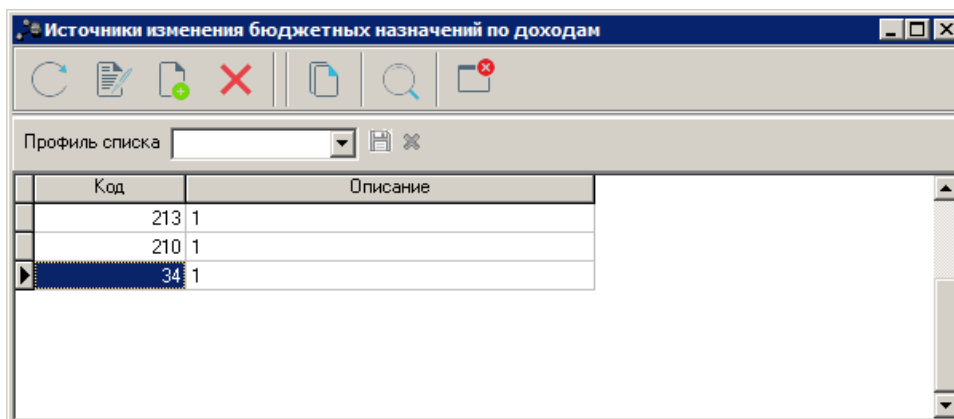 Источники изменения бюджетных назначений по доходам
Профиль списка
Код Описание
213 1
210 1
34 1